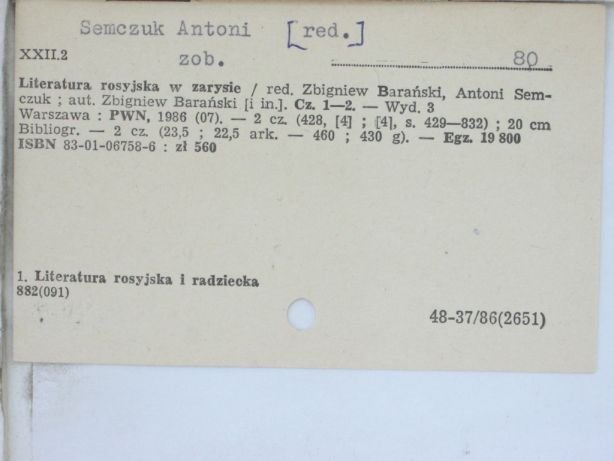 Semczuk Antoni [red.]
XXII.2 zob. 80
Literatura rosyjska w zarysie / red. Zbigniew Barański, Antoni Sem-
czuk ; aut. Zbigniew Barański [i in.]. Cz. 1—2. — Wyd. 3
Warszawa : PWN, 1986 (07). — 2 cz. (428, [4] ; [4], s. 429—832) ; 20 cm
Bibliogr. — 2 cz. (23,5 ; 22,5 ark. — 460 ; 430 g). — Egz. 19 800
ISBN 83-01-06758-6 : zł 560
1. Literatura rosyjska i radziecka
882(091)
48-37/86(2651)